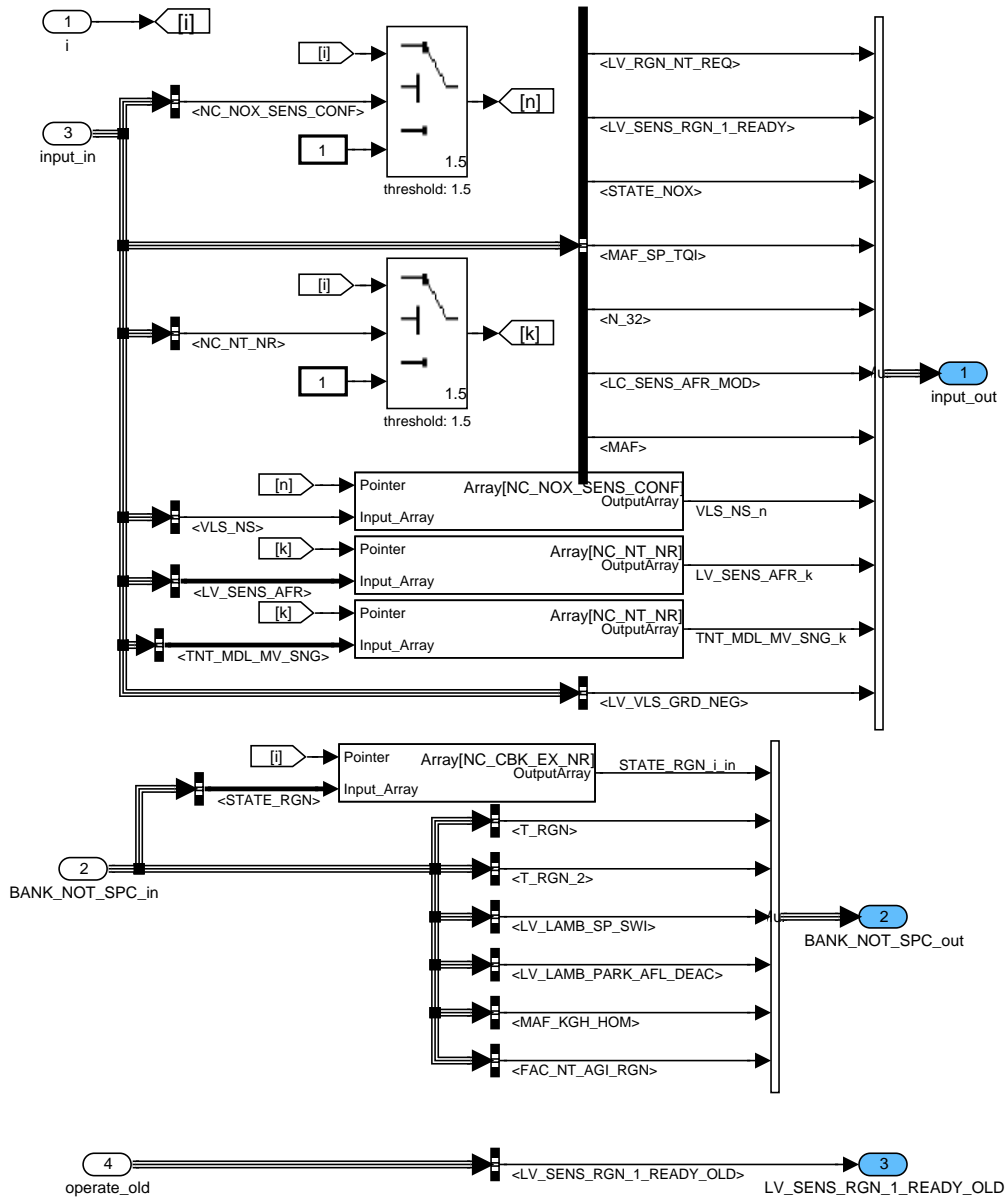 1
i
[i]
[i]
<NC_NOX_SENS_CONF>
1
1.5
threshold: 1.5
[n]
3
input_in
[i]
<NC_NT_NR>
1
1.5
threshold: 1.5
[k]
<LV_RGN_NT_REQ>
<LV_SENS_RGN_1_READY>
<STATE_NOX>
<MAF_SP_TQI>
<N_32>
<LC_SENS_AFR_MOD>
<MAF>
1
input_out
[n]
Pointer
Array[NC_NOX_SENS_CONF]
OutputArray
Input_Array
<VLS_NS>
VLS_NS_n
[k]
Pointer
Array[NC_NT_NR]
OutputArray
Input_Array
<LV_SENS_AFR>
LV_SENS_AFR_k
[k]
Pointer
Array[NC_NT_NR]
OutputArray
Input_Array
<TNT_MDL_MV_SNG>
TNT_MDL_MV_SNG_k
<LV_VLS_GRD_NEG>
[i]
Pointer
Array[NC_CBK_EX_NR]
OutputArray
Input_Array
<STATE_RGN>
STATE_RGN_i_in
<T_RGN>
2
BANK_NOT_SPC_in
<T_RGN_2>
<LV_LAMB_SP_SWI>
2
BANK_NOT_SPC_out
<LV_LAMB_PARK_AFL_DEAC>
<MAF_KGH_HOM>
<FAC_NT_AGI_RGN>
4
operate_old
<LV_SENS_RGN_1_READY_OLD>
3
LV_SENS_RGN_1_READY_OLD